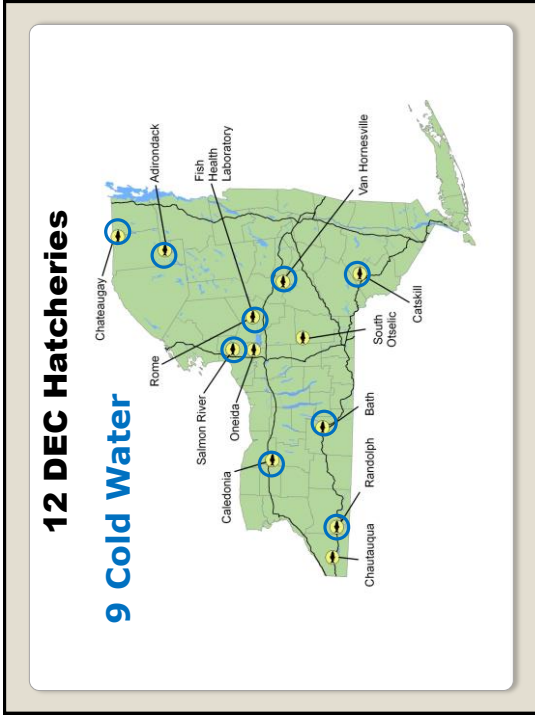 12 DEC Hatcheries
9 Cold Water
Chateaugay
Adirondack
Rome
Fish
Health
Laboratory
Salmon River
Oneida
Van Hornesville
Caledonia
South
Otselic
Catskill
Bath
Randolph
Chautauqua